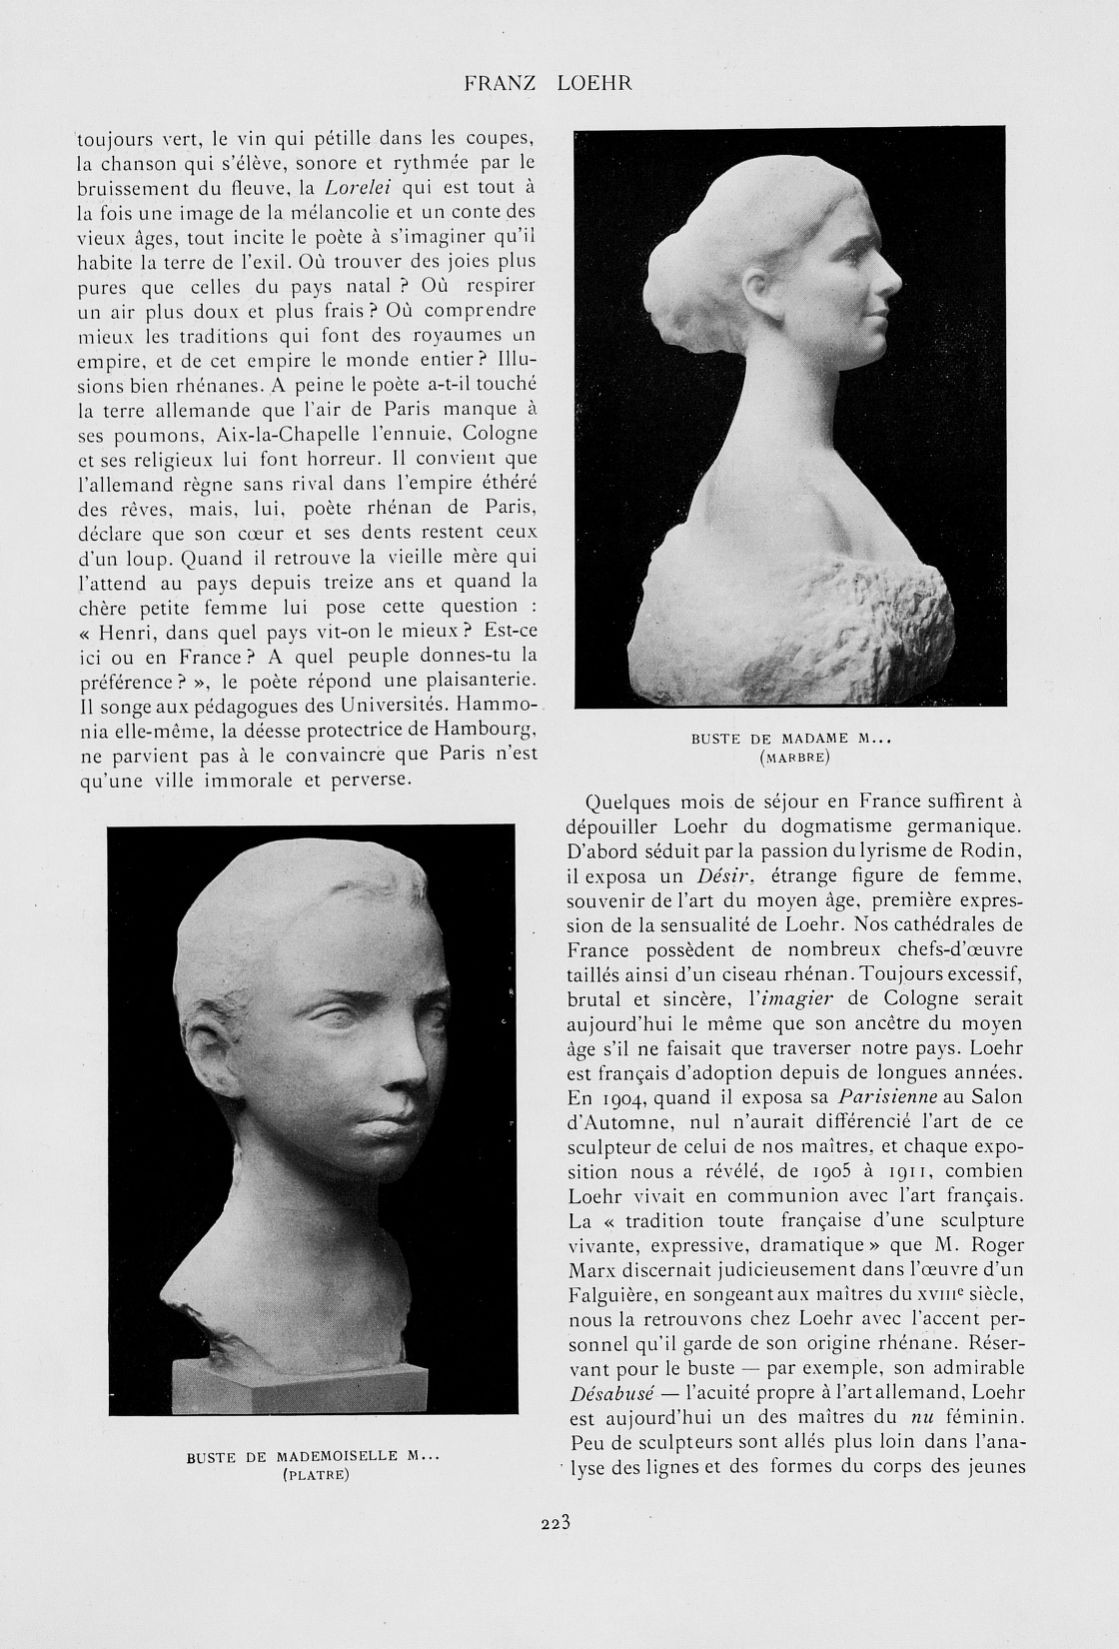 FRANZ LOEHR
toujours vert, le vin qui pétille dans les coupes,
la chanson qui s'élève, sonore et rythmée par le
bruissement du fleuve, la Lorelei qui est tout à
la fois une image de la mélancolie et un conte des
vieux âges, tout incite le poète à s'imaginer qu'il
habite la terre de l'exil. Où trouver des joies plus
pures que celles du pays natal ? Où respirer
un air plus doux et plus frais ? Où comprendre
mieux les traditions qui font des royaumes un
empire, et de cet empire le monde entier ? Illu-
sions bien rhénanes. A peine le poète a-t-il touché
la terre allemande que l'air de Paris manque à
ses poumons, Aix-la-Chapelle l'ennuie, Cologne
et ses religieux lui font horreur. Il convient que
l'allemand règne sans rival dans l'empire éthéré
des rêves, mais, lui, poète rhénan de Paris,
déclare que son cœur et ses dents restent ceux
d'un loup. Quand il retrouve la vieille mère qui
l'attend au pays depuis treize ans et quand la
chère petite femme lui pose cette question :
« Henri, dans quel pays vit-on le mieux ? Est-ce
ici ou en France ? A quel peuple donnes-tu la
préférence ? », le poète répond une plaisanterie.
Il songe aux pédagogues des Universités. Hammo-
nia elle-même, la déesse protectrice de Hambourg,
ne parvient pas à le convaincre que Paris n'est
qu'une ville immorale et perverse.
BUSTE DE MADEMOISELLE M...
(PLATRE)
BUSTE DE MADAME M...
(MARBRE)
Quelques mois de séjour en France suffirent à
dépouiller Loehr du dogmatisme germanique.
D'abord séduit par la passion du lyrisme de Rodin,
il exposa un Désir, étrange figure de femme,
souvenir de l'art du moyen âge, première expres-
sion de la sensualité de Loehr. Nos cathédrales de
France possèdent de nombreux chefs-d'œuvre
taillés ainsi d'un ciseau rhénan. Toujours excessif,
brutal et sincère, l'imagier de Cologne serait
aujourd'hui le même que son ancêtre du moyen
âge s'il ne faisait que traverser notre pays. Loehr
est français d'adoption depuis de longues années.
En 1904, quand il exposa sa Parisienne au Salon
d'Automne, nul n'aurait différencié l'art de ce
sculpteur de celui de nos maîtres, et chaque expo-
sition nous a révélé, de 1905 à 1911, combien
Loehr vivait en communion avec l'art français.
La « tradition toute française d'une sculpture
vivante, expressive, dramatique » que M. Roger
Marx discernait judicieusement dans l'œuvre d'un
Falguière, en songeant aux maîtres du XVIIIe siècle,
nous la retrouvons chez Loehr avec l'accent per-
sonnel qu'il garde de son origine rhénane. Réser-
vant pour le buste — par exemple, son admirable
Désabusé — l'acuité propre à l'art allemand, Loehr
est aujourd'hui un des maîtres du nu féminin.
Peu de sculpteurs sont allés plus loin dans l'ana-
lyse des lignes et des formes du corps des jeunes
223